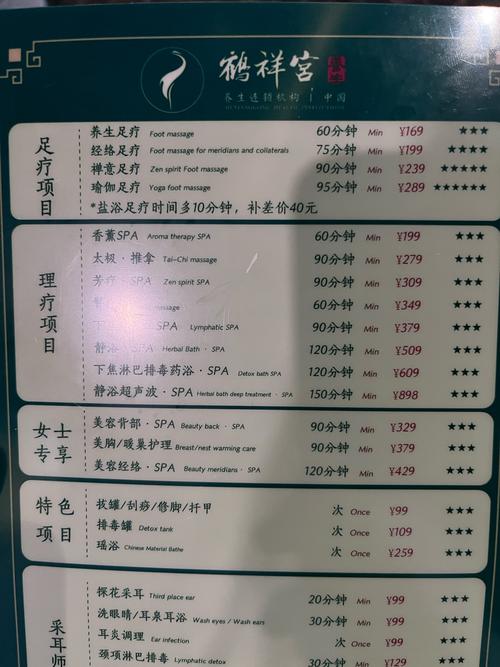 鹤祥宫
养生连锁机构 | 中国
足疗项目
养生足疗 Foot massage 60分钟 Min ¥169 ★★★
经络足疗 Foot massage for meridians and collaterals 75分钟 Min ¥199 ★★★★
禅意足疗 Zen spirit Foot massage 90分钟 Min ¥239 ★★★★★
瑜伽足疗 Yoga foot massage 95分钟 Min ¥289 ★★★★★★
*盐浴足疗时间多10分钟，补差价40元
理疗项目
香薰SPA Aroma therapy SPA 60分钟 Min ¥199 ★★★
太极·推拿 Tai-Chi massage 90分钟 Min ¥279 ★★★
芳疗·SPA Zen spirit SPA 90分钟 Min ¥309 ★★★
massage 60分钟 Min ¥349 ★★★
SPA Lymphatic SPA 90分钟 Min ¥379 ★★★
静浴·SPA Herbal Bath · SPA 120分钟 Min ¥509 ★★★
下焦淋巴排毒药浴·SPA Detox bath SPA 120分钟 Min ¥609 ★★★
静浴超声波·SPA Herbal bath deep treatment · SPA 150分钟 Min ¥898 ★★★
女士专享
美容背部·SPA Beauty back · SPA 90分钟 Min ¥329 ★★★
美胸/暖巢护理 Breast/nest warming care 90分钟 Min ¥379 ★★★
美容经络·SPA Beauty meridians · SPA 120分钟 Min ¥429 ★★★
特色项目
拔罐/刮痧/修脚/扦甲 次 Once ¥99 ★★★
排毒罐 Detox tank 次 Once ¥109 ★★★
瑶浴 Chinese Material Bathe 次 Once ¥259 ★★★
采耳师
探花采耳 Third place ear 20分钟 Min ¥99 ★★★
洗眼睛/耳泉耳浴 Wash eyes / Wash ears 30分钟 Min ¥99 ★★★
耳炎调理 Ear infection 次 Once ¥99 ★★★
颈项淋巴排毒 Lymphatic detox 30分钟 Min ¥129 ★★★